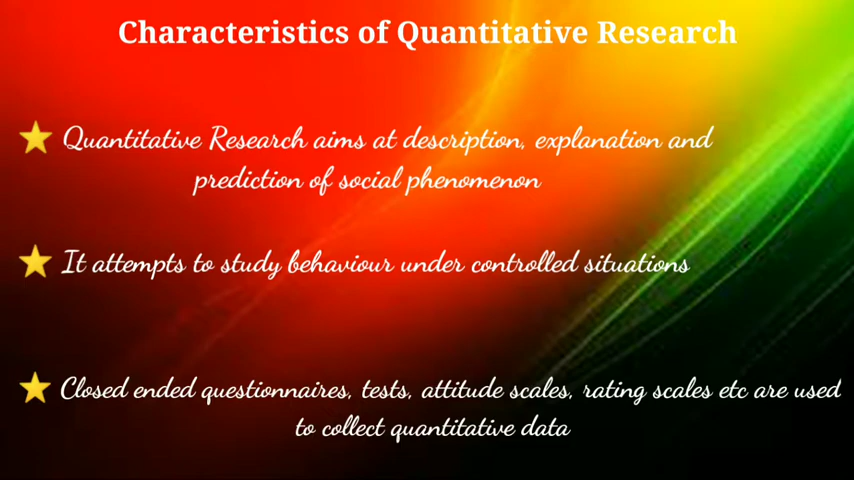 Characteristics of Quantitative Research
Quantitative Research aims at description, explanation and
prediction of social phenomenon
It attempts to study behaviour under controlled situations
Closed ended questionnaires, tests, attitude scales, rating scales etc are used
to collect quantitative data